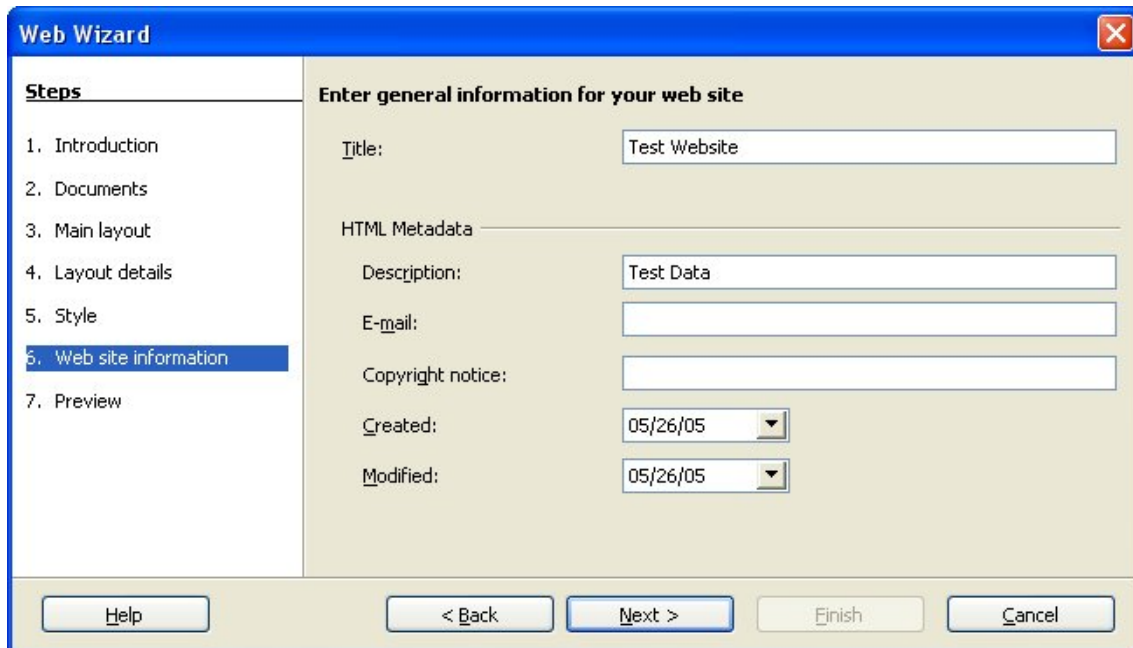 Web Wizard
Steps
1. Introduction
2. Documents
3. Main layout
4. Layout details
5. Style
6. Web site information
7. Preview
Enter general information for your web site
Title: Test Website
HTML Metadata
Description: Test Data
E-mail:
Copyright notice:
Created: 05/26/05
Modified: 05/26/05
Help < Back Next > Finish Cancel